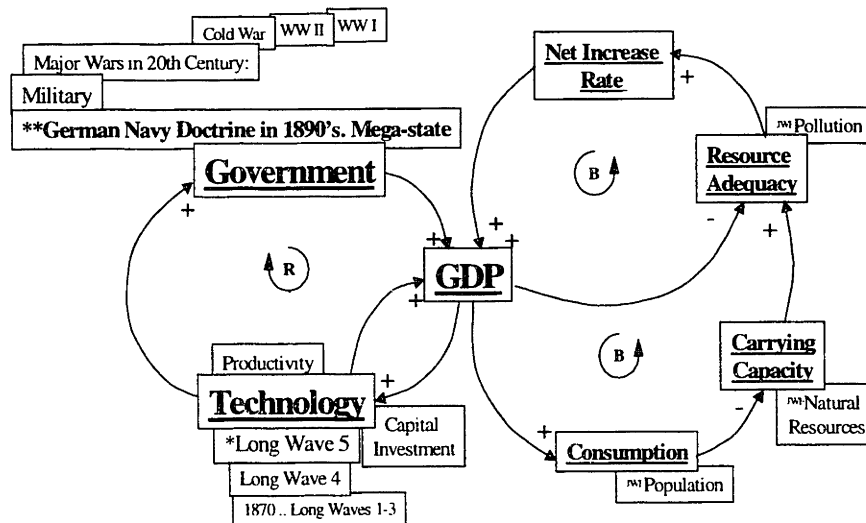 Cold War
WW II
WW I
Major Wars in 20th Century:
Military
**German Navy Doctrine in 1890's. Mega-state
Government
+
+
R
Net Increase
Rate
+
Pollution
Resource
Adequacy
B
-
+
+
+
GDP
+
Productivity
+
Technology
Capital
Investment
*Long Wave 5
Long Wave 4
1870 .. Long Waves 1-3
B
Carrying
Capacity
-
Natural
Resources
+
Consumption
Population